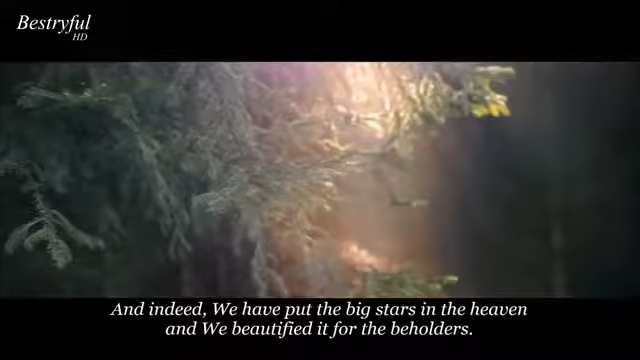 Bestryful
HD
And indeed, We have put the big stars in the heaven
and We beautified it for the beholders.